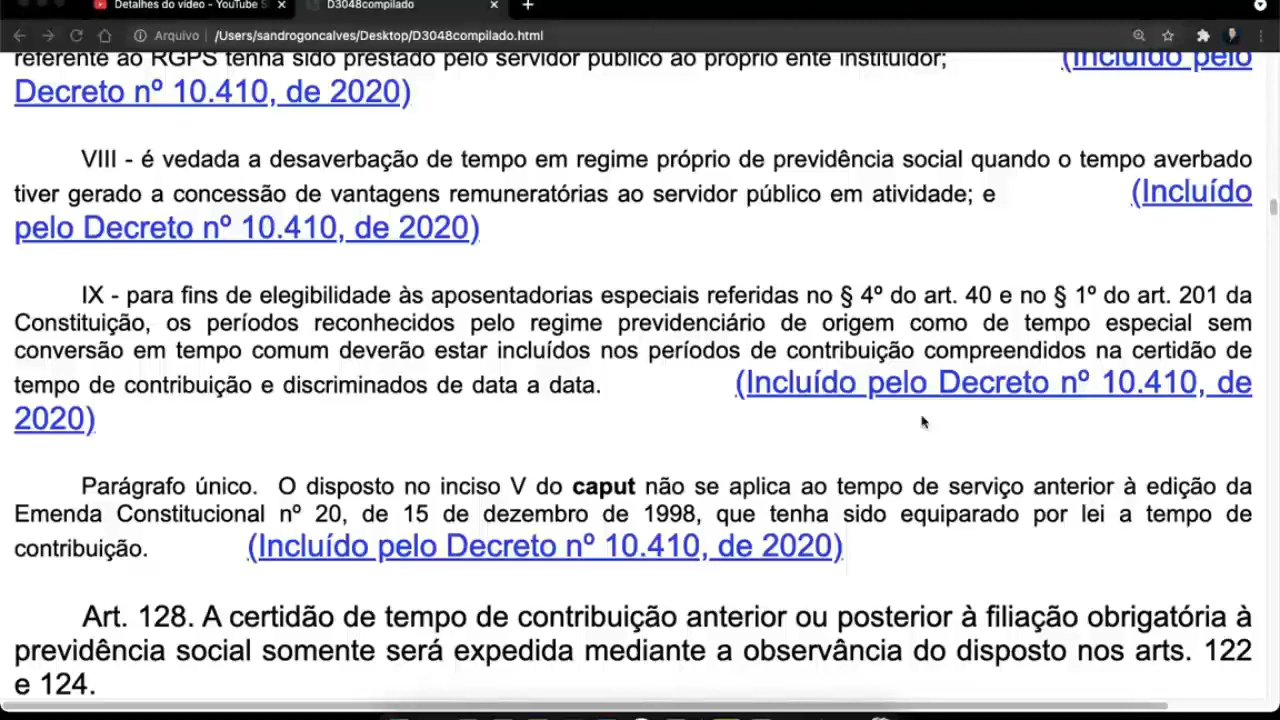 Detalhes do vídeo - YouTube S
D3048compilado
Arquivo | /Users/sandrogoncalves/Desktop/D3048compilado.html
referente ao RGPS tenha sido prestado pelo servidor público ao próprio ente instituidor; (Incluído pelo
Decreto nº 10.410, de 2020)
VIII - é vedada a desaverbação de tempo em regime próprio de previdência social quando o tempo averbado
tiver gerado a concessão de vantagens remuneratórias ao servidor público em atividade; e (Incluído
pelo Decreto nº 10.410, de 2020)
IX - para fins de elegibilidade às aposentadorias especiais referidas no § 4º do art. 40 e no § 1º do art. 201 da
Constituição, os períodos reconhecidos pelo regime previdenciário de origem como de tempo especial sem
conversão em tempo comum deverão estar incluídos nos períodos de contribuição compreendidos na certidão de
tempo de contribuição e discriminados de data a data. (Incluído pelo Decreto nº 10.410, de
2020)
Parágrafo único. O disposto no inciso V do caput não se aplica ao tempo de serviço anterior à edição da
Emenda Constitucional nº 20, de 15 de dezembro de 1998, que tenha sido equiparado por lei a tempo de
contribuição. (Incluído pelo Decreto nº 10.410, de 2020)
Art. 128. A certidão de tempo de contribuição anterior ou posterior à filiação obrigatória à
previdência social somente será expedida mediante a observância do disposto nos arts. 122
e 124.